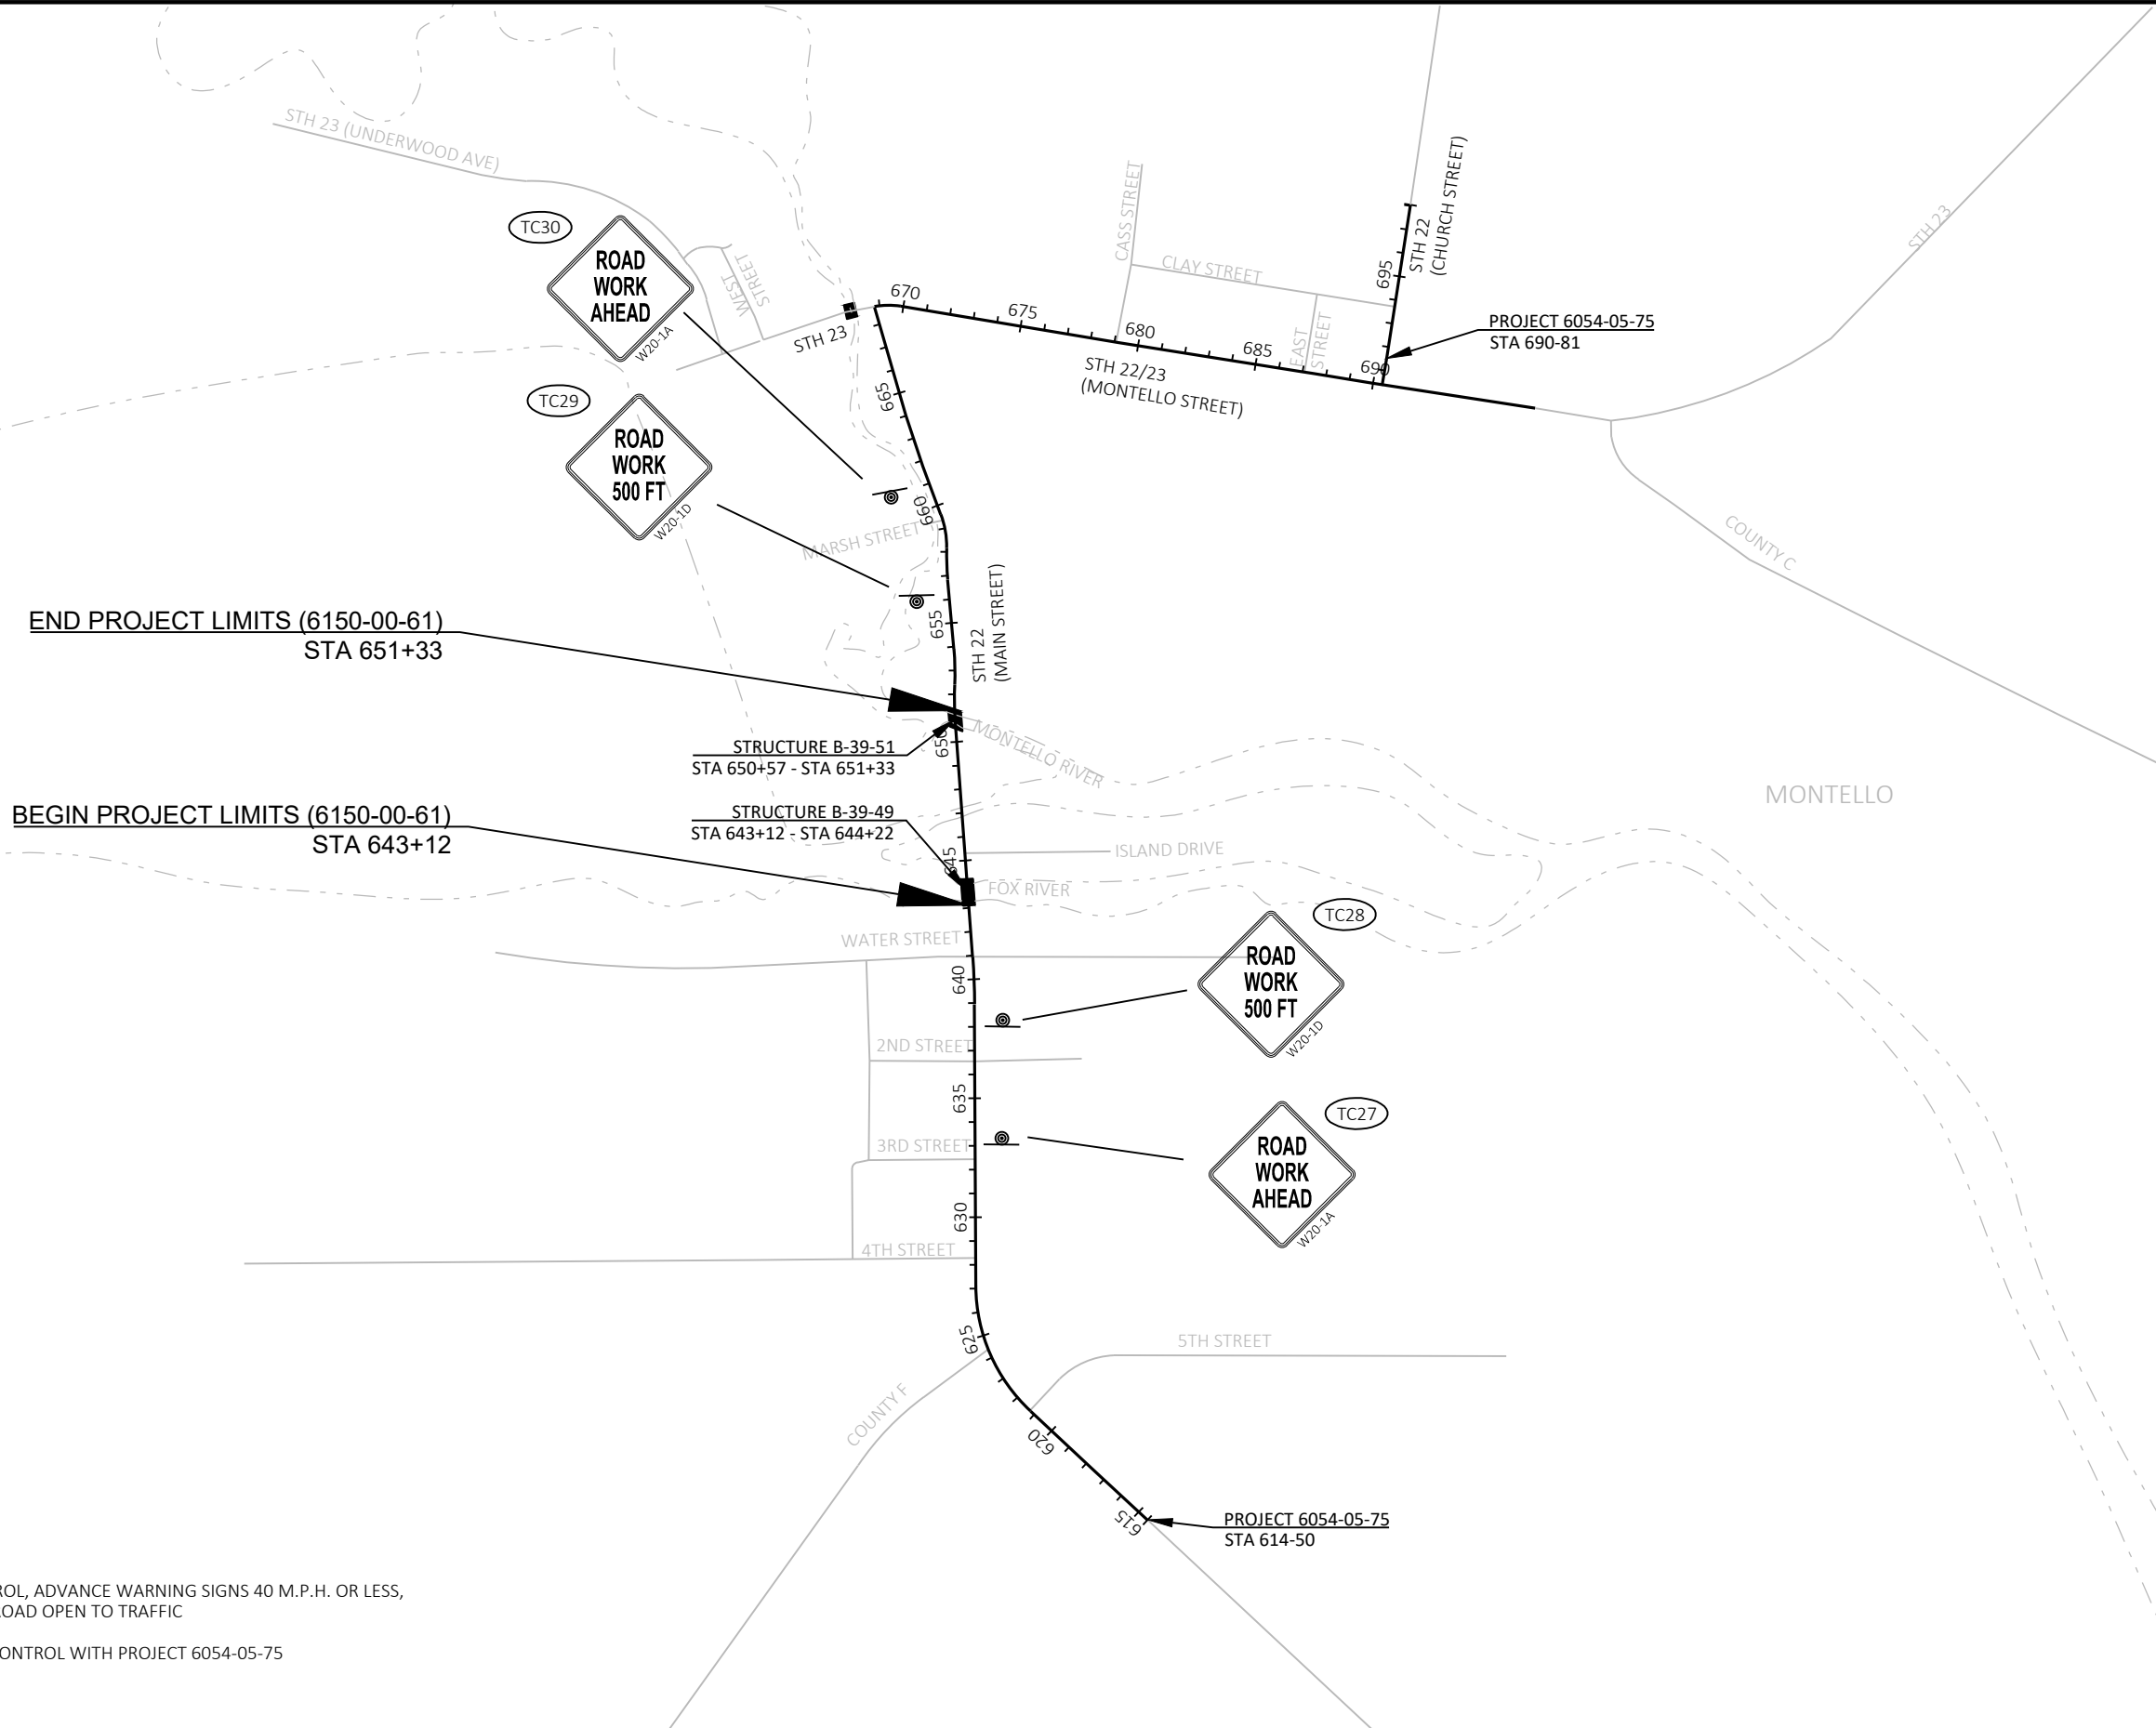 STH 23 (UNDERWOOD AVE)
TC30
ROAD
WORK
AHEAD
W20-1A
WEST
STREET
STH 23
TC29
ROAD
WORK
500 FT
W20-1D
MARSH STREET
CASS STREET
CLAY STREET
EAST
STREET
STH 22
(CHURCH STREET)
STH 23
695
670
675
680
685
690
PROJECT 6054-05-75
STA 690-81
STH 22/23
(MONTELLO STREET)
COUNTY C
665
660
655
STH 22
(MAIN STREET)
END PROJECT LIMITS (6150-00-61)
STA 651+33
STRUCTURE B-39-51
STA 650+57 - STA 651+33
650
MONTELLO RIVER
MONTELLO
BEGIN PROJECT LIMITS (6150-00-61)
STA 643+12
STRUCTURE B-39-49
STA 643+12 - STA 644+22
645
ISLAND DRIVE
FOX RIVER
WATER STREET
640
TC28
ROAD
WORK
500 FT
W20-1D
2ND STREET
635
3RD STREET
TC27
ROAD
WORK
AHEAD
W20-1A
630
4TH STREET
625
5TH STREET
COUNTY F
620
615
PROJECT 6054-05-75
STA 614-50
ROL, ADVANCE WARNING SIGNS 40 M.P.H. OR LESS,
ROAD OPEN TO TRAFFIC
ONTROL WITH PROJECT 6054-05-75